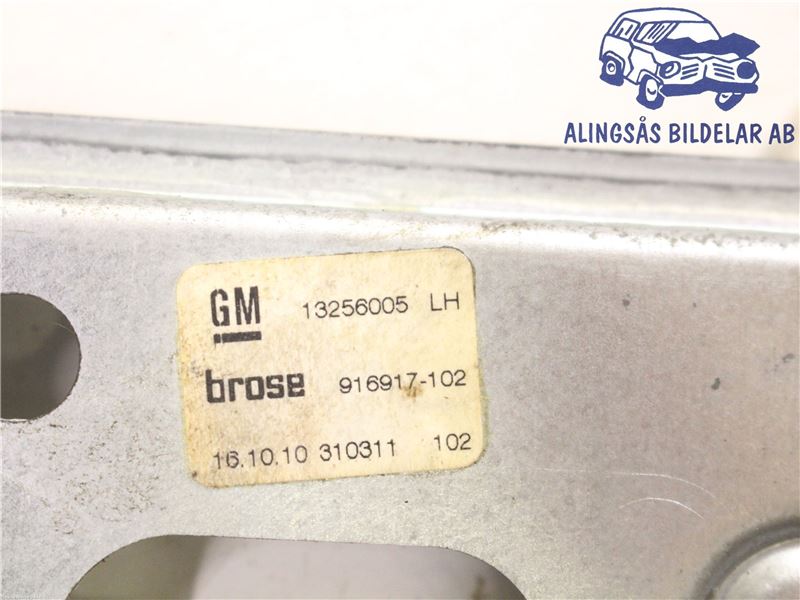 ALINGSÅS BILDELAR AB
GM 13256005 LH
brose 916917-102
16.10.10 310311 102